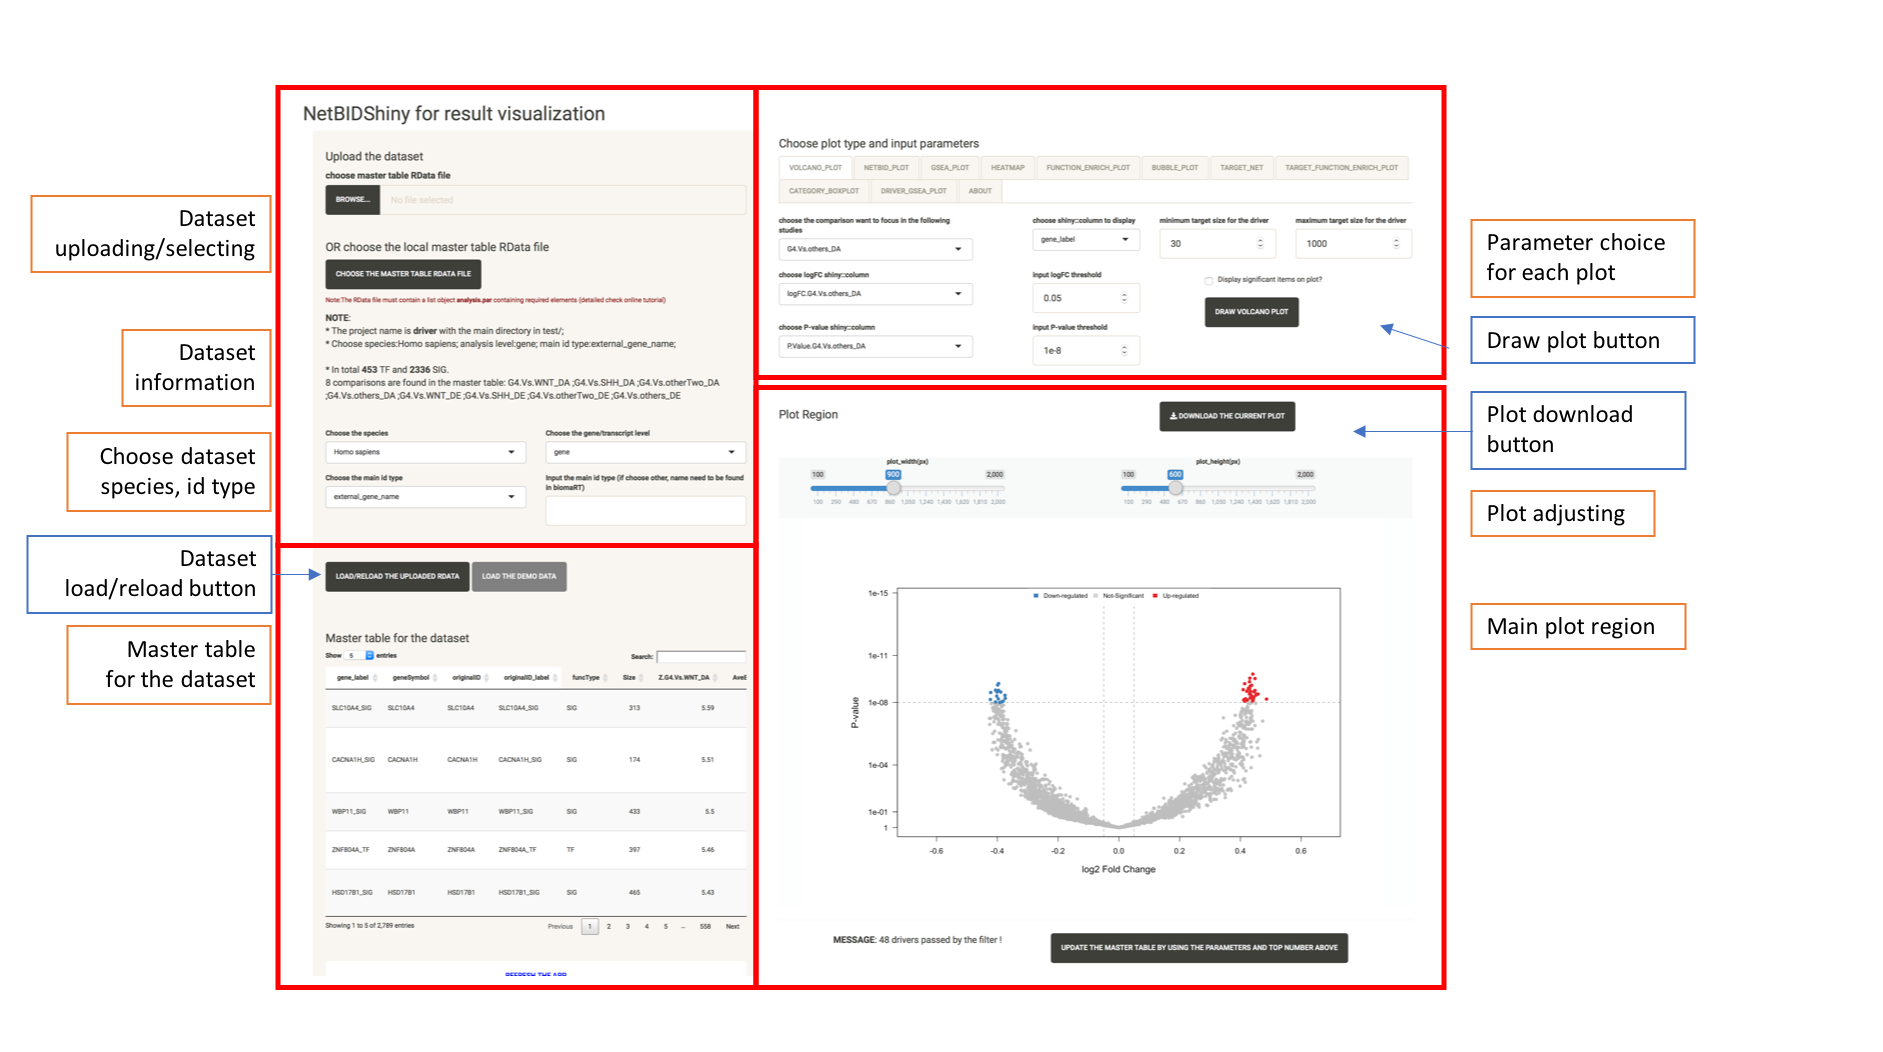 Dataset
uploading/selecting
Dataset
information
Choose dataset
species, id type
Dataset
load/reload button
Master table
for the dataset
NetBIDShiny for result visualization
Upload the dataset
choose master table RData file
BROWSE... No file selected
OR choose the local master table RData file
CHOOSE THE MASTER TABLE RDATA FILE
Note:The RData file must contain a list object analysis.par containing required elements (detailed check online tutorial)
NOTE:
* The project name is driver with the main directory in test/;
* Choose species:Homo sapiens; analysis level:gene; main id type:external_gene_name;
* In total 453 TF and 2336 SIG.
8 comparisons are found in the master table: G4.Vs.WNT_DA ;G4.Vs.SHH_DA ;G4.Vs.otherTwo_DA
;G4.Vs.others_DA ;G4.Vs.WNT_DE ;G4.Vs.SHH_DE ;G4.Vs.otherTwo_DE ;G4.Vs.others_DE
Choose the species Choose the gene/transcript level
Homo sapiens gene
Choose the main id type Input the main id type (if choose other, name need to be found
in biomaRT)
external_gene_name
LOAD/RELOAD THE UPLOADED RDATA LOAD THE DEMO DATA
Master table for the dataset
Show 5 entries Search:
gene_label geneSymbol originalID originalID_label funcType Size Z.G4.Vs.WNT_DA AveE
SLC10A4_SIG SLC10A4 SLC10A4 SLC10A4_SIG SIG 313 5.59
CACNA1H_SIG CACNA1H CACNA1H CACNA1H_SIG SIG 174 5.51
WBP11_SIG WBP11 WBP11 WBP11_SIG SIG 433 5.5
ZNF804A_TF ZNF804A ZNF804A ZNF804A_TF TF 397 5.46
HSD17B1_SIG HSD17B1 HSD17B1 HSD17B1_SIG SIG 465 5.43
Showing 1 to 5 of 2,789 entries Previous 1 2 3 4 5 … 558 Next
REFRESH THE APP
Choose plot type and input parameters
VOLCANO_PLOT NETBID_PLOT GSEA_PLOT HEATMAP FUNCTION_ENRICH_PLOT BUBBLE_PLOT TARGET_NET TARGET_FUNCTION_ENRICH_PLOT
CATEGORY_BOXPLOT DRIVER_GSEA_PLOT ABOUT
choose the comparison want to focus in the following
studies
choose shiny::column to display minimum target size for the driver maximum target size for the driver
G4.Vs.others_DA gene_label 30 1000
choose logFC shiny::column input logFC threshold Display significant items on plot?
logFC.G4.Vs.others_DA 0.05
DRAW VOLCANO PLOT
choose P-value shiny::column input P-value threshold
P.Value.G4.Vs.others_DA 1e-8
Plot Region DOWNLOAD THE CURRENT PLOT
plot_width(px) plot_height(px)
100 900 2,000 100 600 2,000
100 290 480 670 860 1,050 1,240 1,430 1,620 1,810 2,000 100 290 480 670 860 1,050 1,240 1,430 1,620 1,810 2,000
Down-regulated Not-Significant Up-regulated
1e-15
1e-11
1e-08
1e-04
1e-01
1
P-value
-0.6 -0.4 -0.2 0.0 0.2 0.4 0.6
log2 Fold Change
MESSAGE: 48 drivers passed by the filter !
UPDATE THE MASTER TABLE BY USING THE PARAMETERS AND TOP NUMBER ABOVE
Parameter choice
for each plot
Draw plot button
Plot download
button
Plot adjusting
Main plot region